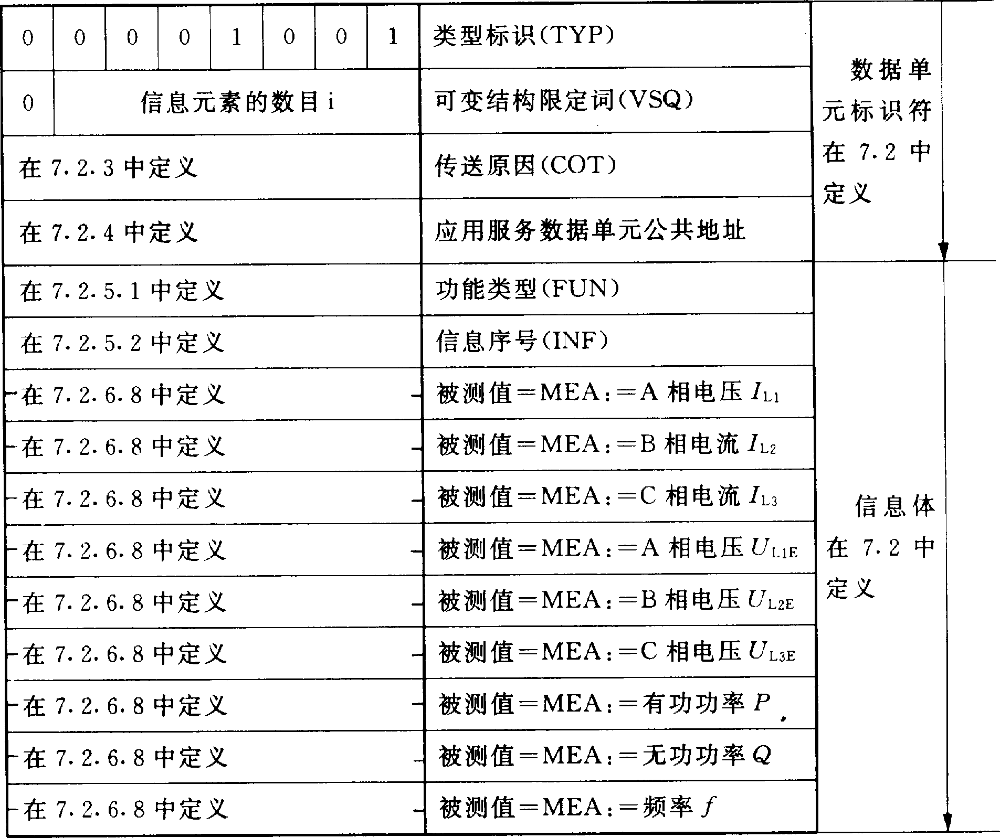 0 0 0 0 1 0 0 1 类型标识(TYP)
0 信息元素的数目 i 可变结构限定词(VSQ)
在 7.2.3 中定义 传送原因(COT)
在 7.2.4 中定义 应用服务数据单元公共地址
数据单
元标识符
在 7.2 中
定义
在 7.2.5.1 中定义 功能类型(FUN)
在 7.2.5.2 中定义 信息序号(INF)
在 7.2.6.8 中定义 被测值=MEA:=A 相电压 I_L1
在 7.2.6.8 中定义 被测值=MEA:=B 相电流 I_L2
在 7.2.6.8 中定义 被测值=MEA:=C 相电流 I_L3
在 7.2.6.8 中定义 被测值=MEA:=A 相电压 U_L1E
在 7.2.6.8 中定义 被测值=MEA:=B 相电压 U_L2E
在 7.2.6.8 中定义 被测值=MEA:=C 相电压 U_L3E
在 7.2.6.8 中定义 被测值=MEA:=有功功率 P
在 7.2.6.8 中定义 被测值=MEA:=无功功率 Q
在 7.2.6.8 中定义 被测值=MEA:=频率 f
信息体
在 7.2 中
定义